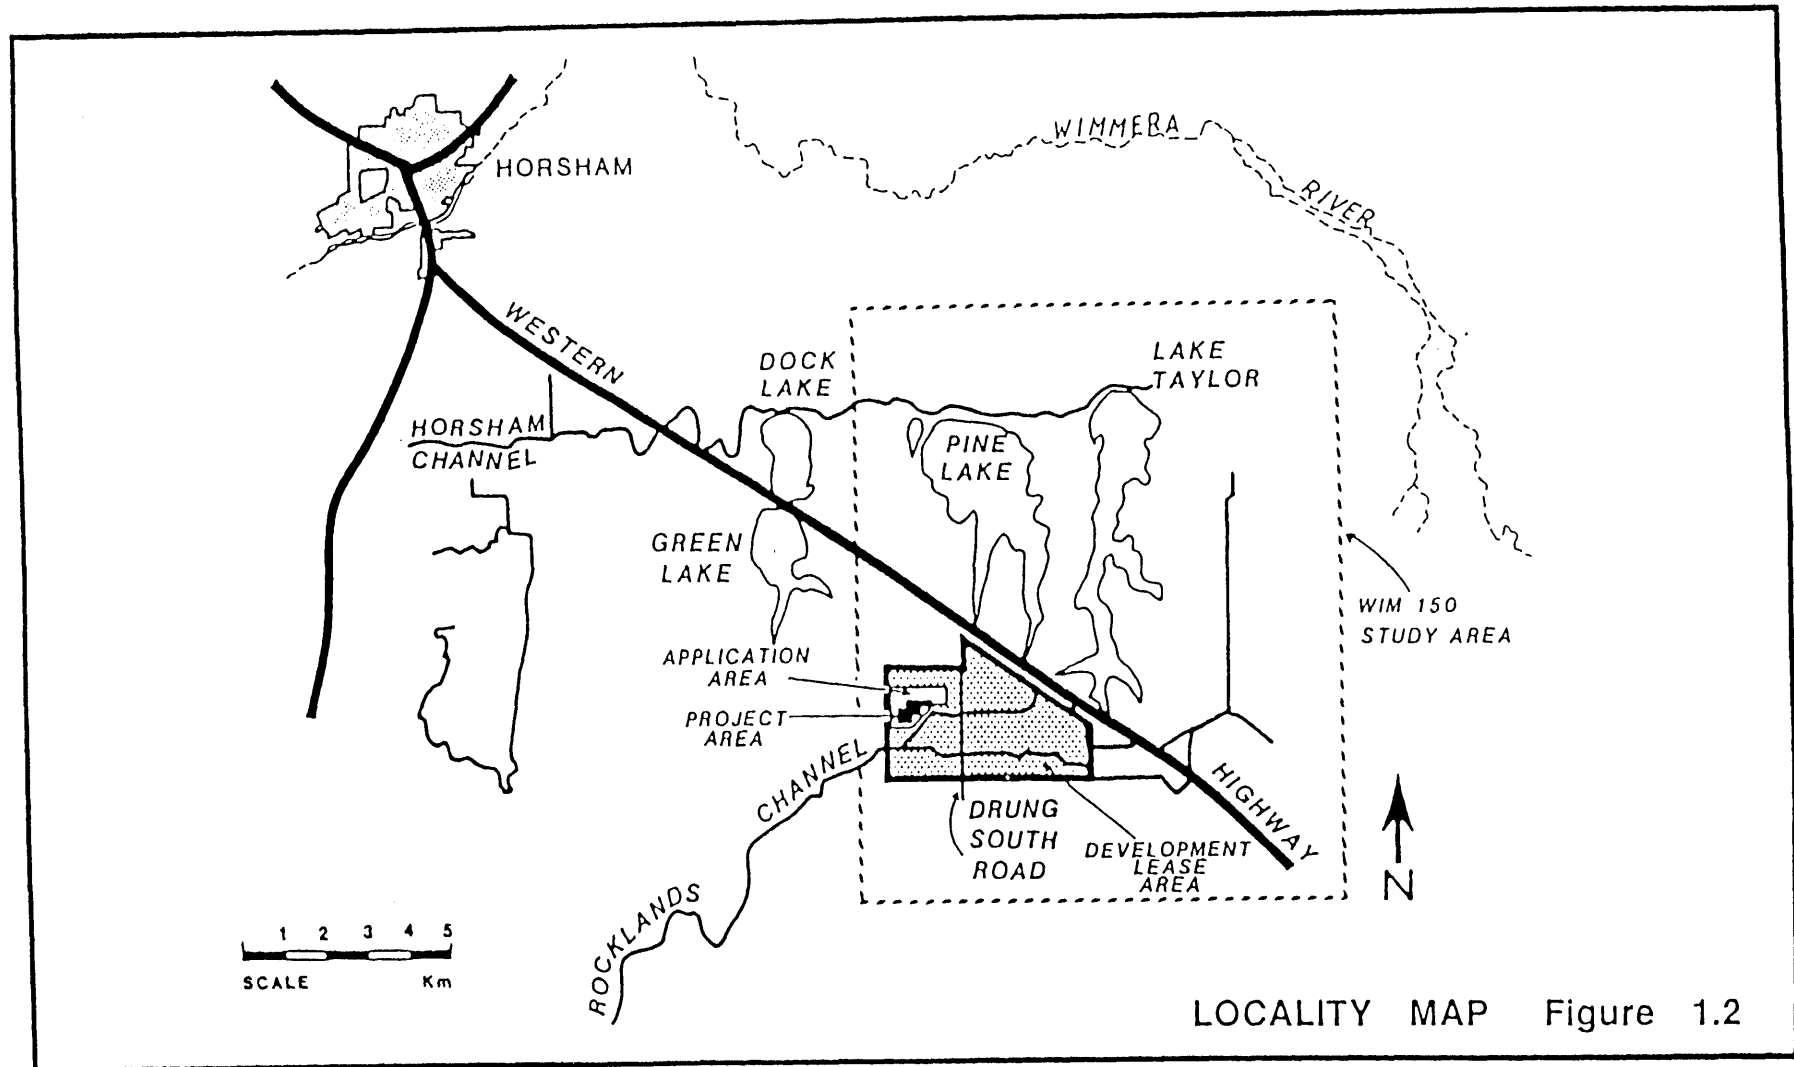 WIMMERA
RIVER
HORSHAM
WESTERN
DOCK
LAKE
LAKE
TAYLOR
HORSHAM
CHANNEL
PINE
LAKE
GREEN
LAKE
WIM 150
STUDY AREA
APPLICATION
AREA
PROJECT
AREA
CHANNEL
HIGHWAY
DRUNG
SOUTH
ROAD
DEVELOPMENT
LEASE
AREA
ROCKLANDS
N
1 2 3 4 5
SCALE Km
LOCALITY MAP Figure 1.2